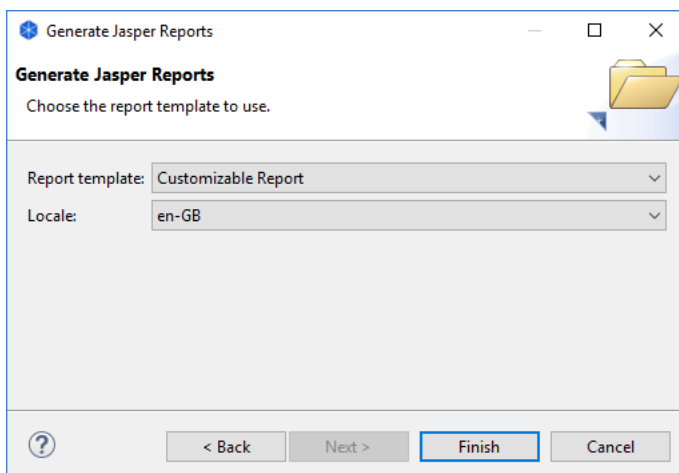 Generate Jasper Reports
Generate Jasper Reports
Choose the report template to use.
Report template: Customizable Report
Locale: en-GB
? < Back Next > Finish Cancel